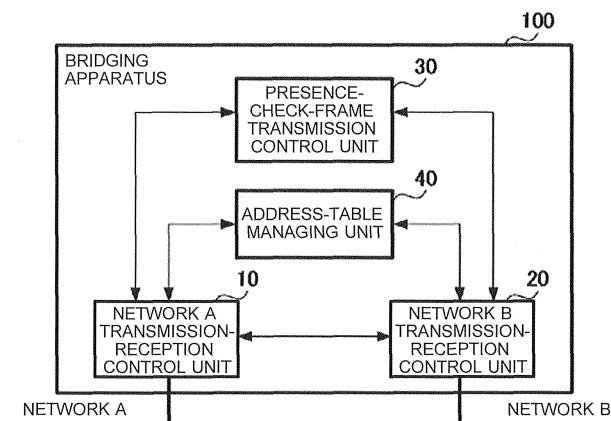 100
BRIDGING
APPARATUS
30
PRESENCE-
CHECK-FRAME
TRANSMISSION
CONTROL UNIT
40
ADDRESS-TABLE
MANAGING UNIT
10
NETWORK A
TRANSMISSION-
RECEPTION
CONTROL UNIT
20
NETWORK B
TRANSMISSION-
RECEPTION
CONTROL UNIT
NETWORK A
NETWORK B